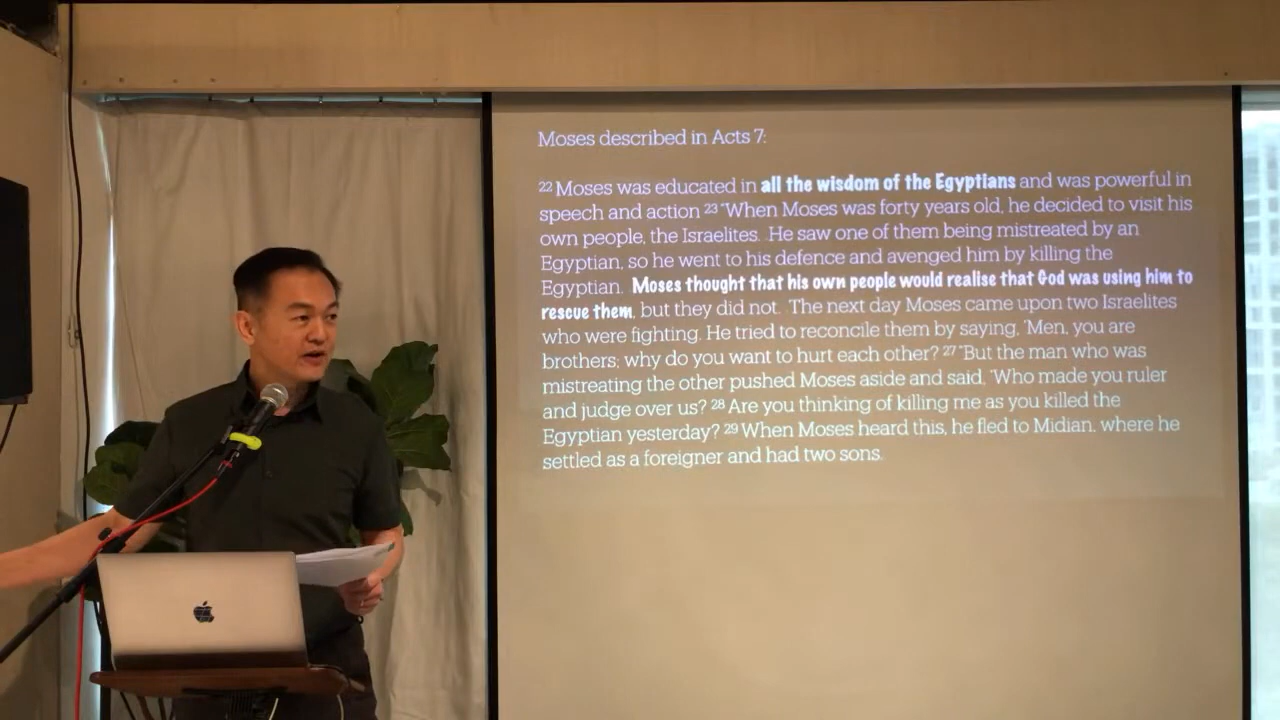 Moses described in Acts 7:
22 Moses was educated in all the wisdom of the Egyptians and was powerful in
speech and action 23 "When Moses was forty years old, he decided to visit his
own people, the Israelites. He saw one of them being mistreated by an
Egyptian, so he went to his defence and avenged him by killing the
Egyptian. Moses thought that his own people would realise that God was using him to
rescue them, but they did not. The next day Moses came upon two Israelites
who were fighting. He tried to reconcile them by saying, 'Men, you are
brothers; why do you want to hurt each other? 27 "But the man who was
mistreating the other pushed Moses aside and said, 'Who made you ruler
and judge over us? 28 Are you thinking of killing me as you killed the
Egyptian yesterday? 29 When Moses heard this, he fled to Midian, where he
settled as a foreigner and had two sons.